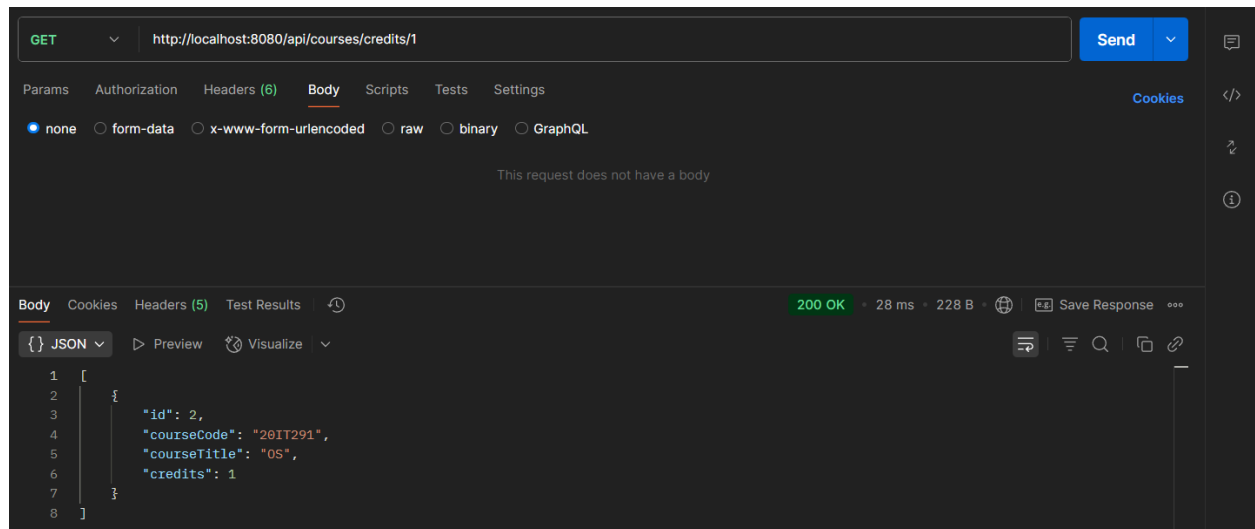 GET http://localhost:8080/api/courses/credits/1 Send
Params Authorization Headers (6) Body Scripts Tests Settings Cookies
none form-data x-www-form-urlencoded raw binary GraphQL
This request does not have a body
Body Cookies Headers (5) Test Results 200 OK • 28 ms • 228 B e.g. Save Response
{} JSON Preview Visualize
1 [
2 {
3 "id": 2,
4 "courseCode": "20IT291",
5 "courseTitle": "OS",
6 "credits": 1
7 }
8 ]